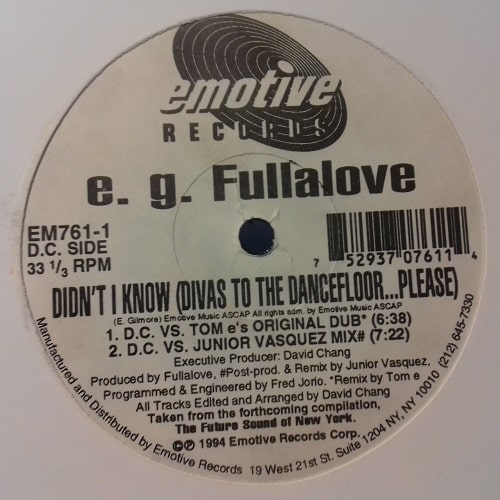 emotive
RECORDS
e. g. Fullalove
EM761-1
D.C. SIDE
33 1/3 RPM
7 52937 07611 4
DIDN'T I KNOW (DIVAS TO THE DANCEFLOOR...PLEASE)
(E. Gilmore) Emotive Music ASCAP All rights adm. by Emotive Music ASCAP
1. D.C. VS. TOM e's ORIGINAL DUB* (6:38)
2. D.C. VS. JUNIOR VASQUEZ MIX# (7:22)
Executive Producer: David Chang
Produced by Fullalove, #Post-prod. & Remix by Junior Vasquez,
Programmed & Engineered by Fred Jorio. *Remix by Tom e
All Tracks Edited and Arranged by David Chang
Taken from the forthcoming compilation,
The Future Sound of New York.
©℗ 1994 Emotive Records Corp.
Manufactured and Distributed by Emotive Records 19 West 21st St. Suite 1204 NY, NY 10010 (212) 645-7330